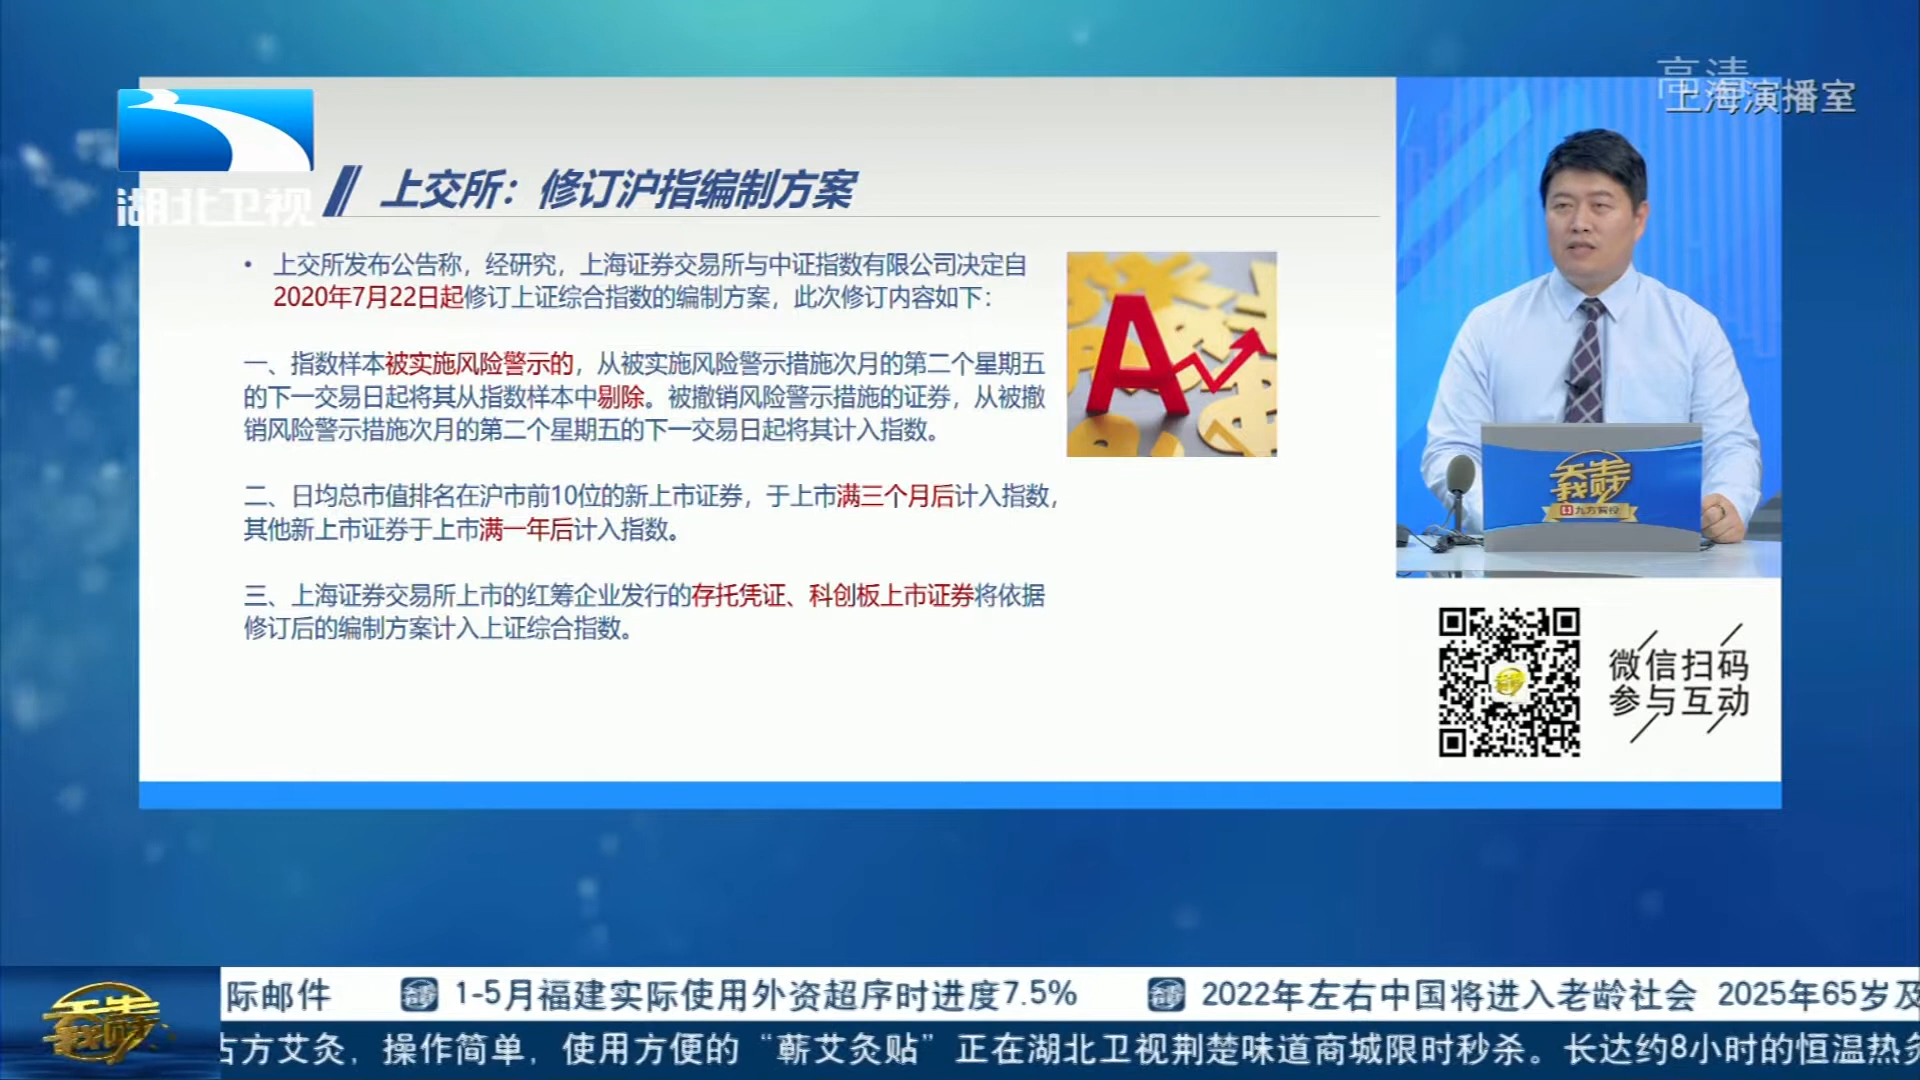 高清
上海演播室
湖北卫视
上交所：修订沪指编制方案
• 上交所发布公告称，经研究，上海证券交易所与中证指数有限公司决定自
2020年7月22日起修订上证综合指数的编制方案，此次修订内容如下：
一、指数样本被实施风险警示的，从被实施风险警示措施次月的第二个星期五
的下一交易日起将其从指数样本中剔除。被撤销风险警示措施的证券，从被撤
销风险警示措施次月的第二个星期五的下一交易日起将其计入指数。
二、日均总市值排名在沪市前10位的新上市证券，于上市满三个月后计入指数，
其他新上市证券于上市满一年后计入指数。
三、上海证券交易所上市的红筹企业发行的存托凭证、科创板上市证券将依据
修订后的编制方案计入上证综合指数。
A
天生
我财
九方智投
微信扫码
参与互动
天生
我财
际邮件 1-5月福建实际使用外资超序时进度7.5% 2022年左右中国将进入老龄社会 2025年65岁及
古方艾灸，操作简单，使用方便的“蕲艾灸贴”正在湖北卫视荆楚味道商城限时秒杀。长达约8小时的恒温热灸